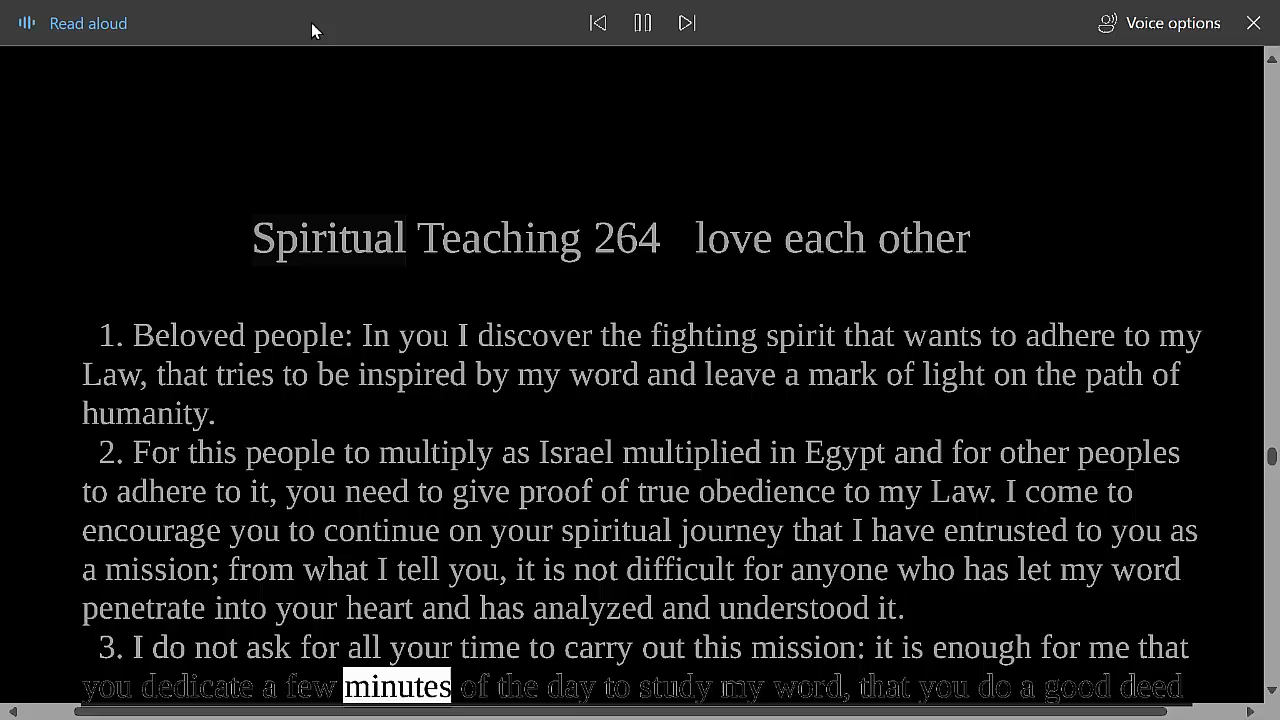 Read aloud
Voice options
Spiritual Teaching 264 love each other
1. Beloved people: In you I discover the fighting spirit that wants to adhere to my
Law, that tries to be inspired by my word and leave a mark of light on the path of
humanity.
2. For this people to multiply as Israel multiplied in Egypt and for other peoples
to adhere to it, you need to give proof of true obedience to my Law. I come to
encourage you to continue on your spiritual journey that I have entrusted to you as
a mission; from what I tell you, it is not difficult for anyone who has let my word
penetrate into your heart and has analyzed and understood it.
3. I do not ask for all your time to carry out this mission: it is enough for me that
you dedicate a few minutes of the day to study my word, that you do a good deed